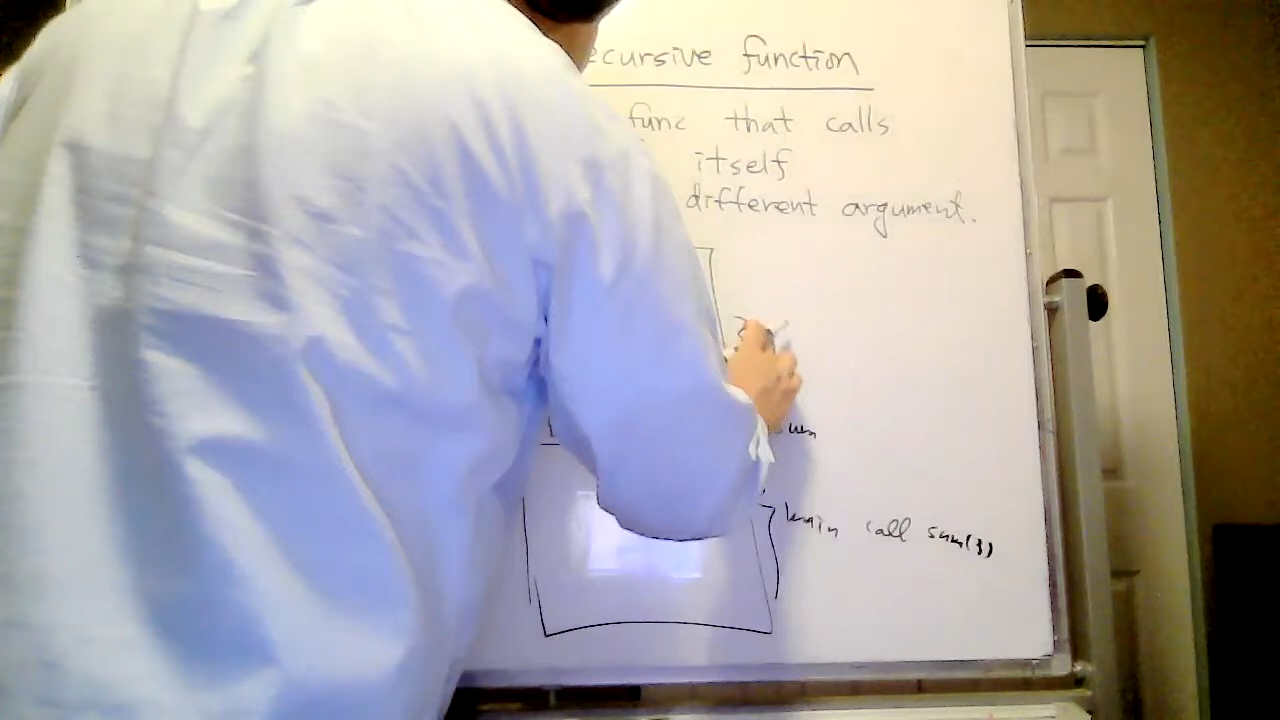 ecursive function
func that calls
itself
different argument.
main call sum(3)